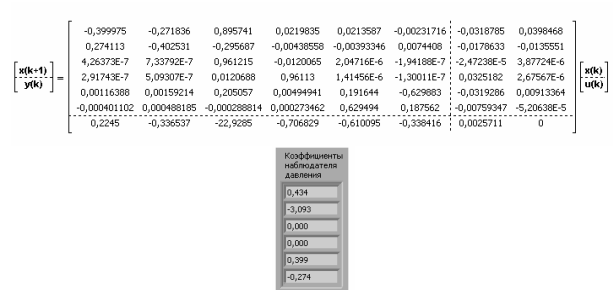 -0,399975 -0,271836 0,895741 0,0219835 0,0213587 -0,00231716 -0,0318785 0,0398468
0,274113 -0,402531 -0,295687 -0,00438558 -0,00393346 0,0074408 -0,0178633 -0,0135551
4,26373E-7 7,33792E-7 0,961215 -0,0120065 2,04716E-6 -1,94188E-7 -2,47238E-5 3,87724E-6
x(k+1) = x(k)
y(k) u(k)
2,91743E-7 5,09307E-7 0,0120688 0,96113 1,41456E-6 -1,30011E-7 0,0325182 2,67567E-6
0,00116388 0,00159214 0,205057 0,00494941 0,191644 -0,629883 -0,0319286 0,00913364
-0,000401102 0,000488185 -0,000288814 0,000273462 0,629494 0,187562 -0,00759347 -5,20638E-5
0,2245 -0,336537 -22,9285 -0,706829 -0,610095 -0,338416 0,0025711 0
Коэффициенты
наблюдателя
давления
0,434
-3,093
0,000
0,000
0,399
-0,274